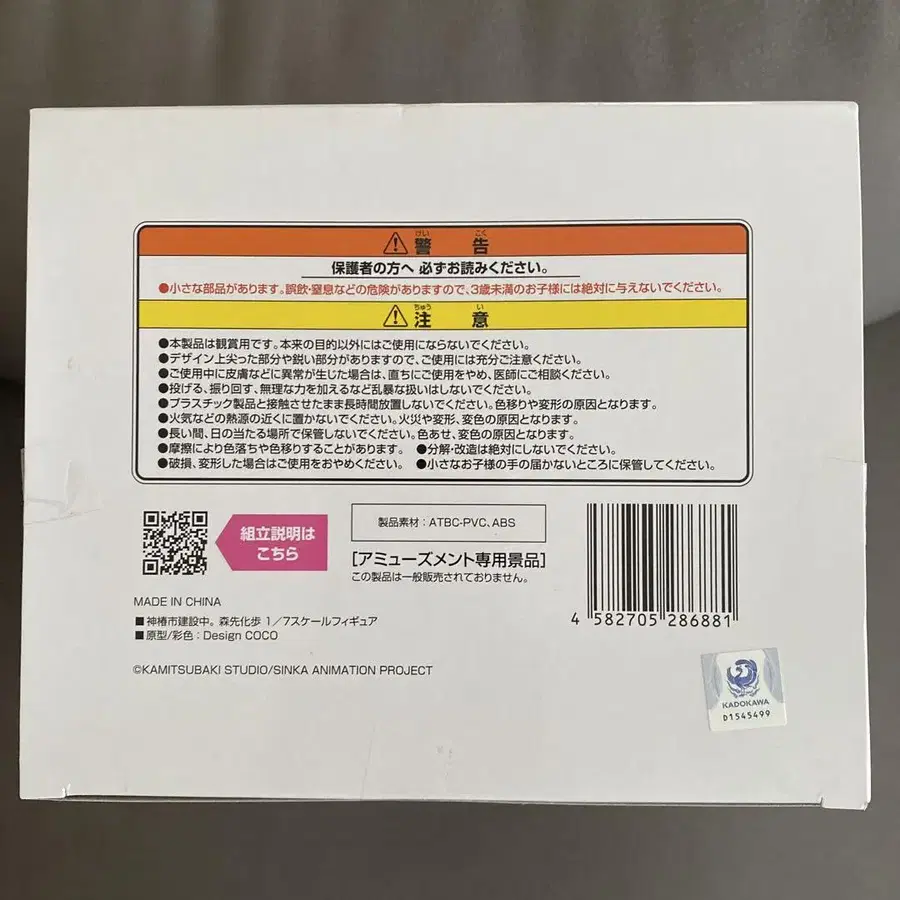 ⚠警告
けい こく
保護者の方へ 必ずお読みください。
●小さな部品があります。誤飲・窒息などの危険がありますので、3歳未満のお子様には絶対に与えないでください。
⚠注意
ちゅう い
●本製品は観賞用です。本来の目的以外にはご使用にならないでください。
●デザイン上尖った部分や鋭い部分がありますので、ご使用には充分ご注意ください。
●ご使用中に皮膚などに異常が生じた場合は、直ちにご使用をやめ、医師にご相談ください。
●投げる、振り回す、無理な力を加えるなど乱暴な扱いはしないでください。
●プラスチック製品と接触させたまま長時間放置しないでください。色移りや変形の原因となります。
●火気などの熱源の近くに置かないでください。火災や変形、変色の原因となります。
●長い間、日の当たる場所で保管しないでください。色あせ、変色の原因となります。
●摩擦により色落ちや色移りすることがあります。 ●分解・改造は絶対にしないでください。
●破損、変形した場合はご使用をおやめください。 ●小さなお子様の手の届かないところに保管してください。
組立説明は
こちら
製品素材:ATBC-PVC、ABS
[アミューズメント専用景品]
この製品は一般販売されておりません。
4 582705 286881
MADE IN CHINA
■神椿市建設中。森先化歩 1/7スケールフィギュア
■原型/彩色:Design COCO
©KAMITSUBAKI STUDIO/SINKA ANIMATION PROJECT
KADOKAWA
D1545499